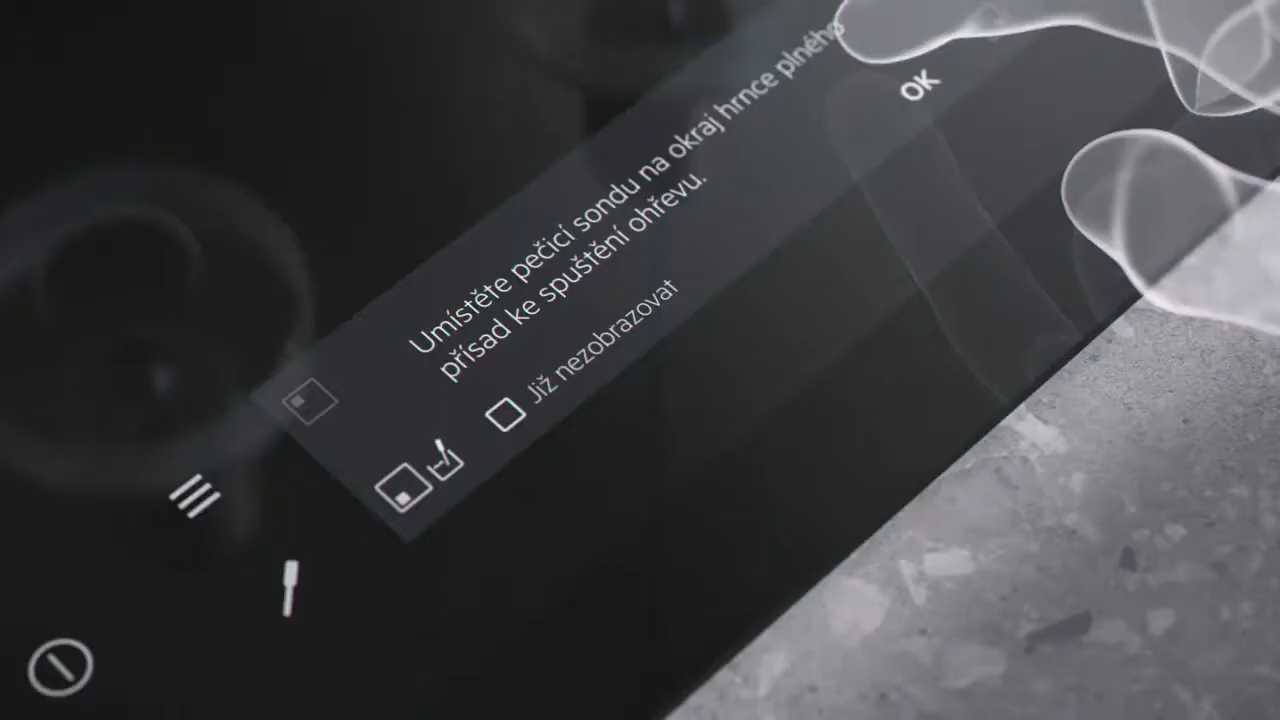 Umístěte pečicí sondu na okraj hrnce plného
přísad ke spuštění ohřevu.
Již nezobrazovat
OK